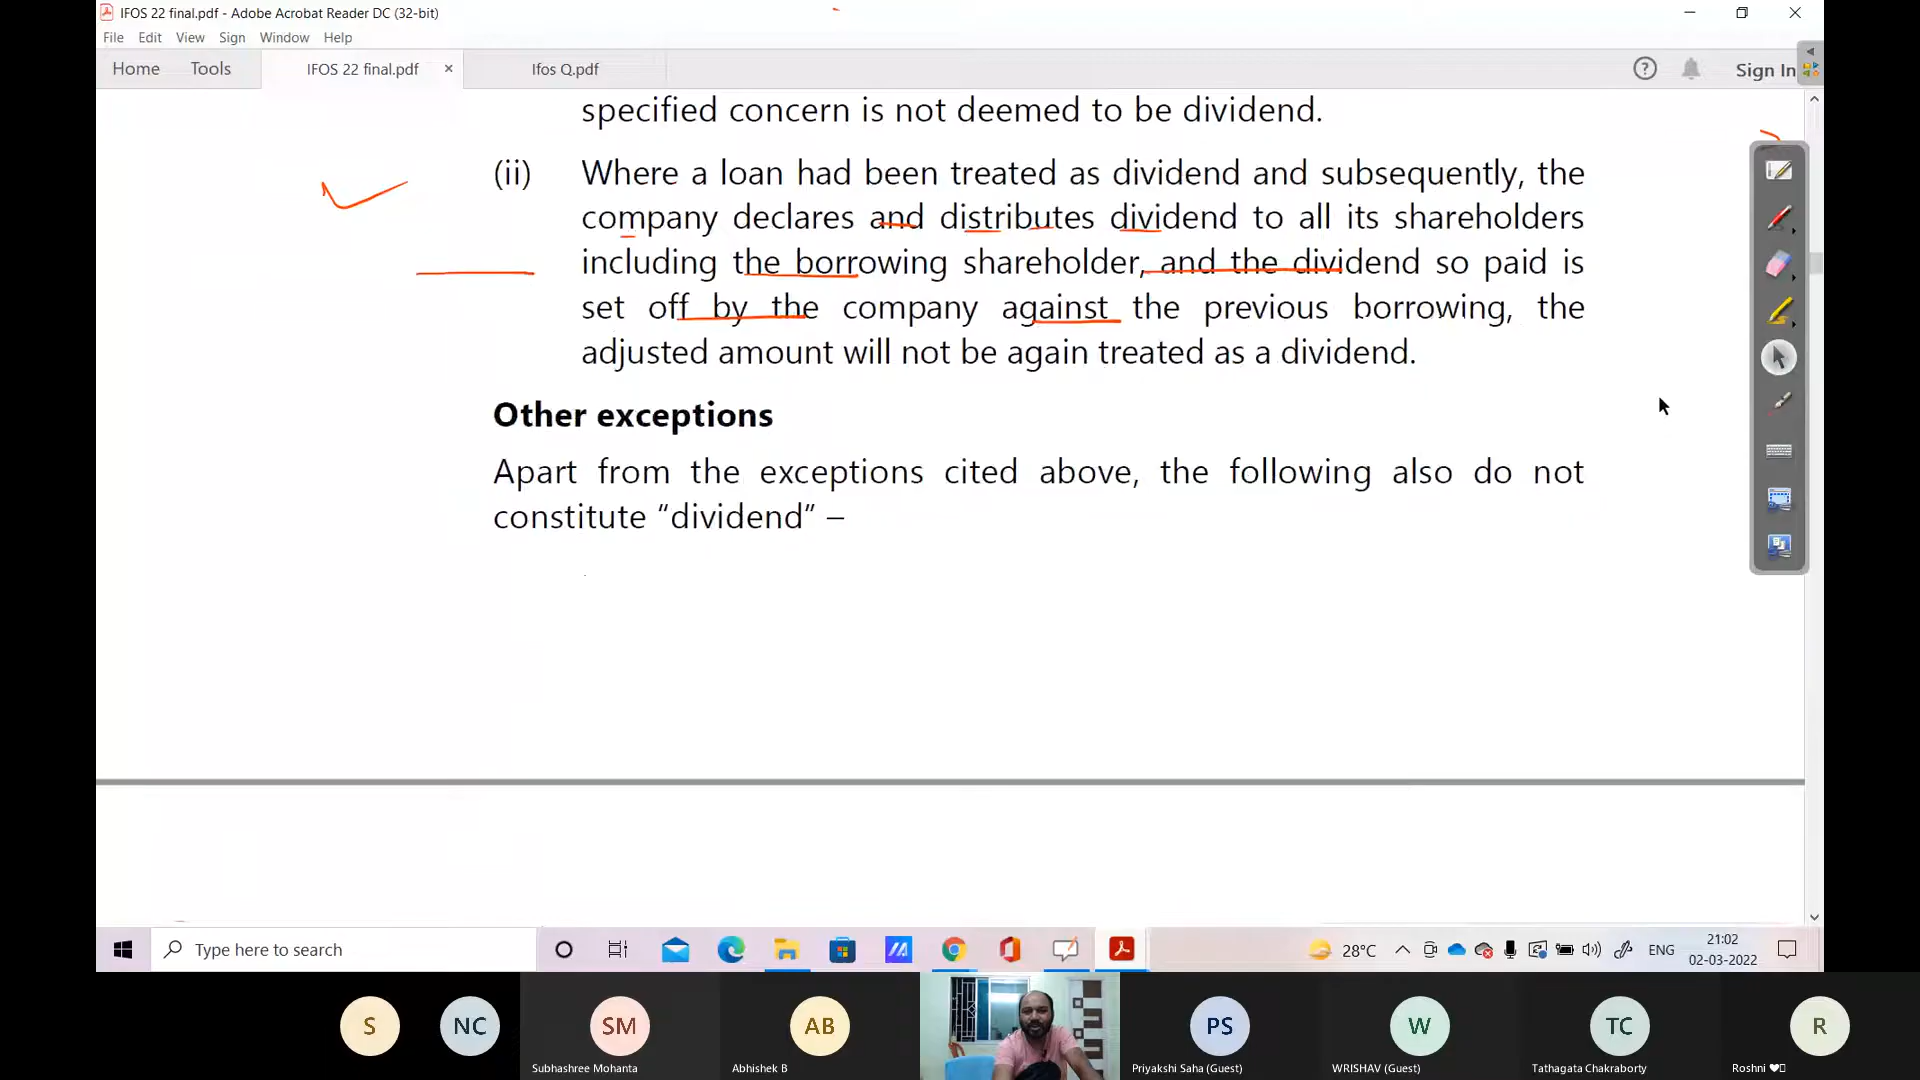 IFOS 22 final.pdf - Adobe Acrobat Reader DC (32-bit)
File Edit View Sign Window Help
Home Tools IFOS 22 final.pdf × Ifos Q.pdf Sign In
specified concern is not deemed to be dividend.
(ii) Where a loan had been treated as dividend and subsequently, the
company declares and distributes dividend to all its shareholders
including the borrowing shareholder, and the dividend so paid is
set off by the company against the previous borrowing, the
adjusted amount will not be again treated as a dividend.
Other exceptions
Apart from the exceptions cited above, the following also do not
constitute “dividend” –
Type here to search 28°C ENG 21:02
02-03-2022
S NC SM AB PS W TC R
Subhashree Mohanta Abhishek B Priyakshi Saha (Guest) WRISHAV (Guest) Tathagata Chakraborty Roshni ❤